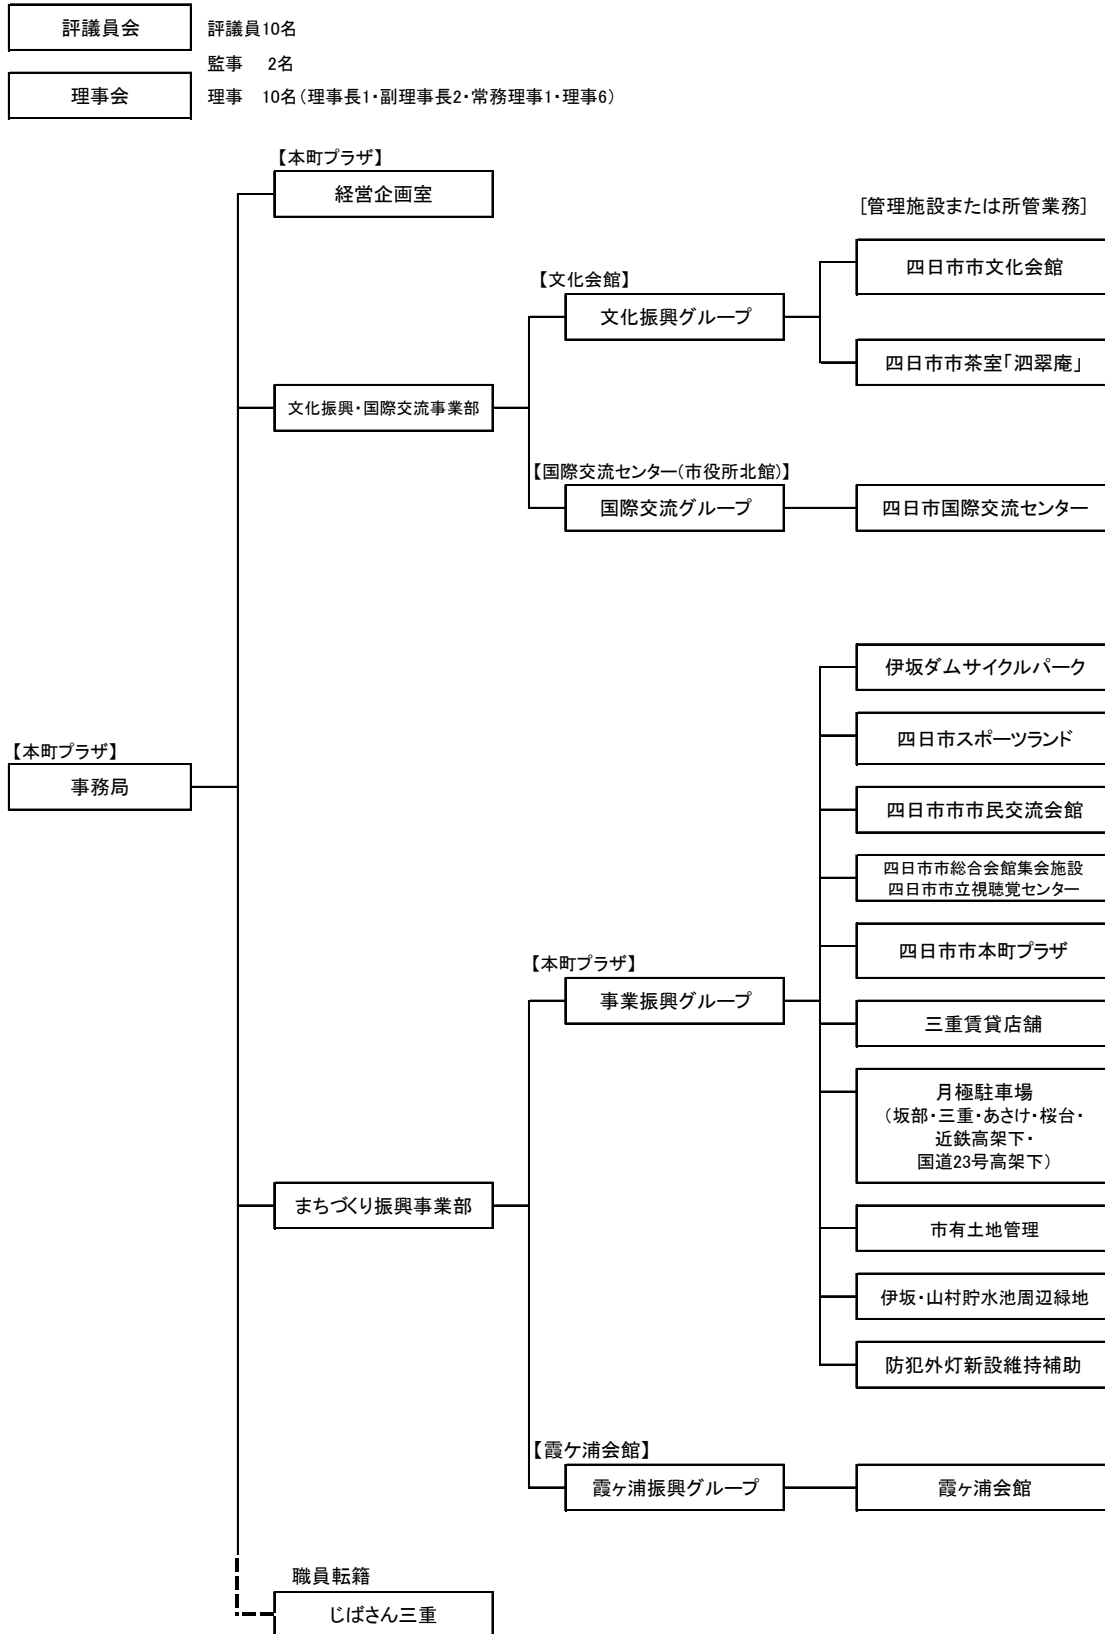 評議員会
評議員10名
監事　2名
理事会
理事　10名（理事長1・副理事長2・常務理事1・理事6）
【本町プラザ】
経営企画室
［管理施設または所管業務］
四日市市文化会館
【文化会館】
文化振興グループ
四日市市茶室「泗翠庵」
文化振興・国際交流事業部
【国際交流センター（市役所北館）】
国際交流グループ
四日市国際交流センター
伊坂ダムサイクルパーク
四日市スポーツランド
【本町プラザ】
事務局
四日市市市民交流会館
四日市市総合会館集会施設
四日市市立視聴覚センター
四日市市本町プラザ
【本町プラザ】
事業振興グループ
三重賃貸店舗
月極駐車場
（坂部・三重・あさけ・桜台・
近鉄高架下・
国道23号高架下）
まちづくり振興事業部
市有土地管理
伊坂・山村貯水池周辺緑地
防犯外灯新設維持補助
【霞ケ浦会館】
霞ヶ浦振興グループ
霞ヶ浦会館
職員転籍
じばさん三重